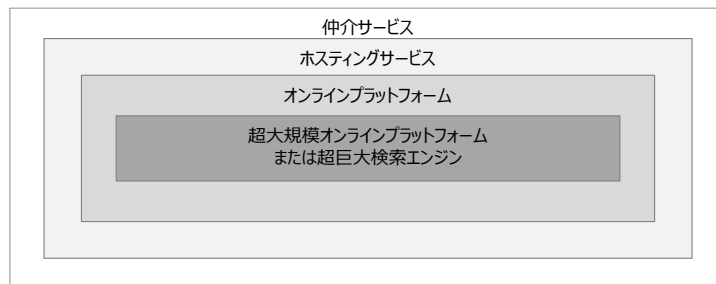 仲介サービス
ホスティングサービス
オンラインプラットフォーム
超大規模オンラインプラットフォーム
または超巨大検索エンジン